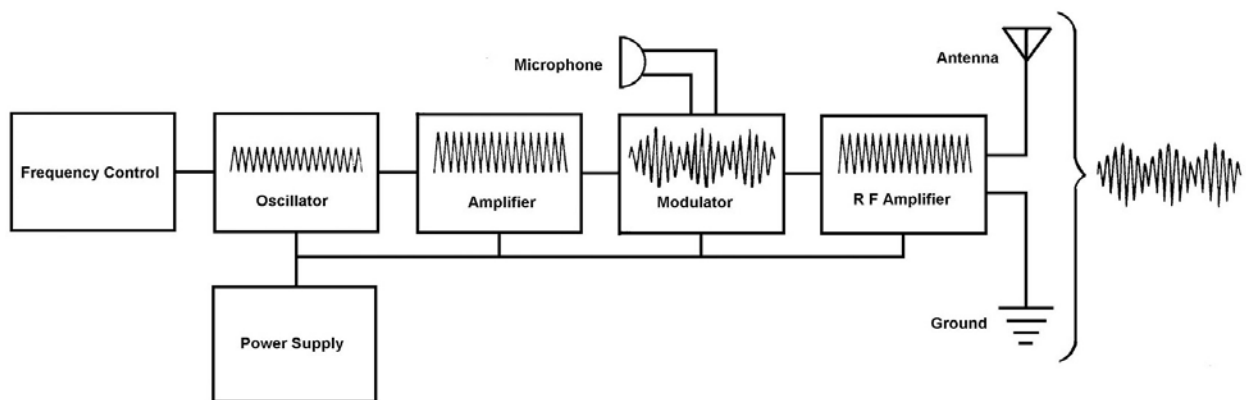 Microphone
Antenna
Frequency Control
Oscillator
Amplifier
Modulator
R F Amplifier
Ground
Power Supply